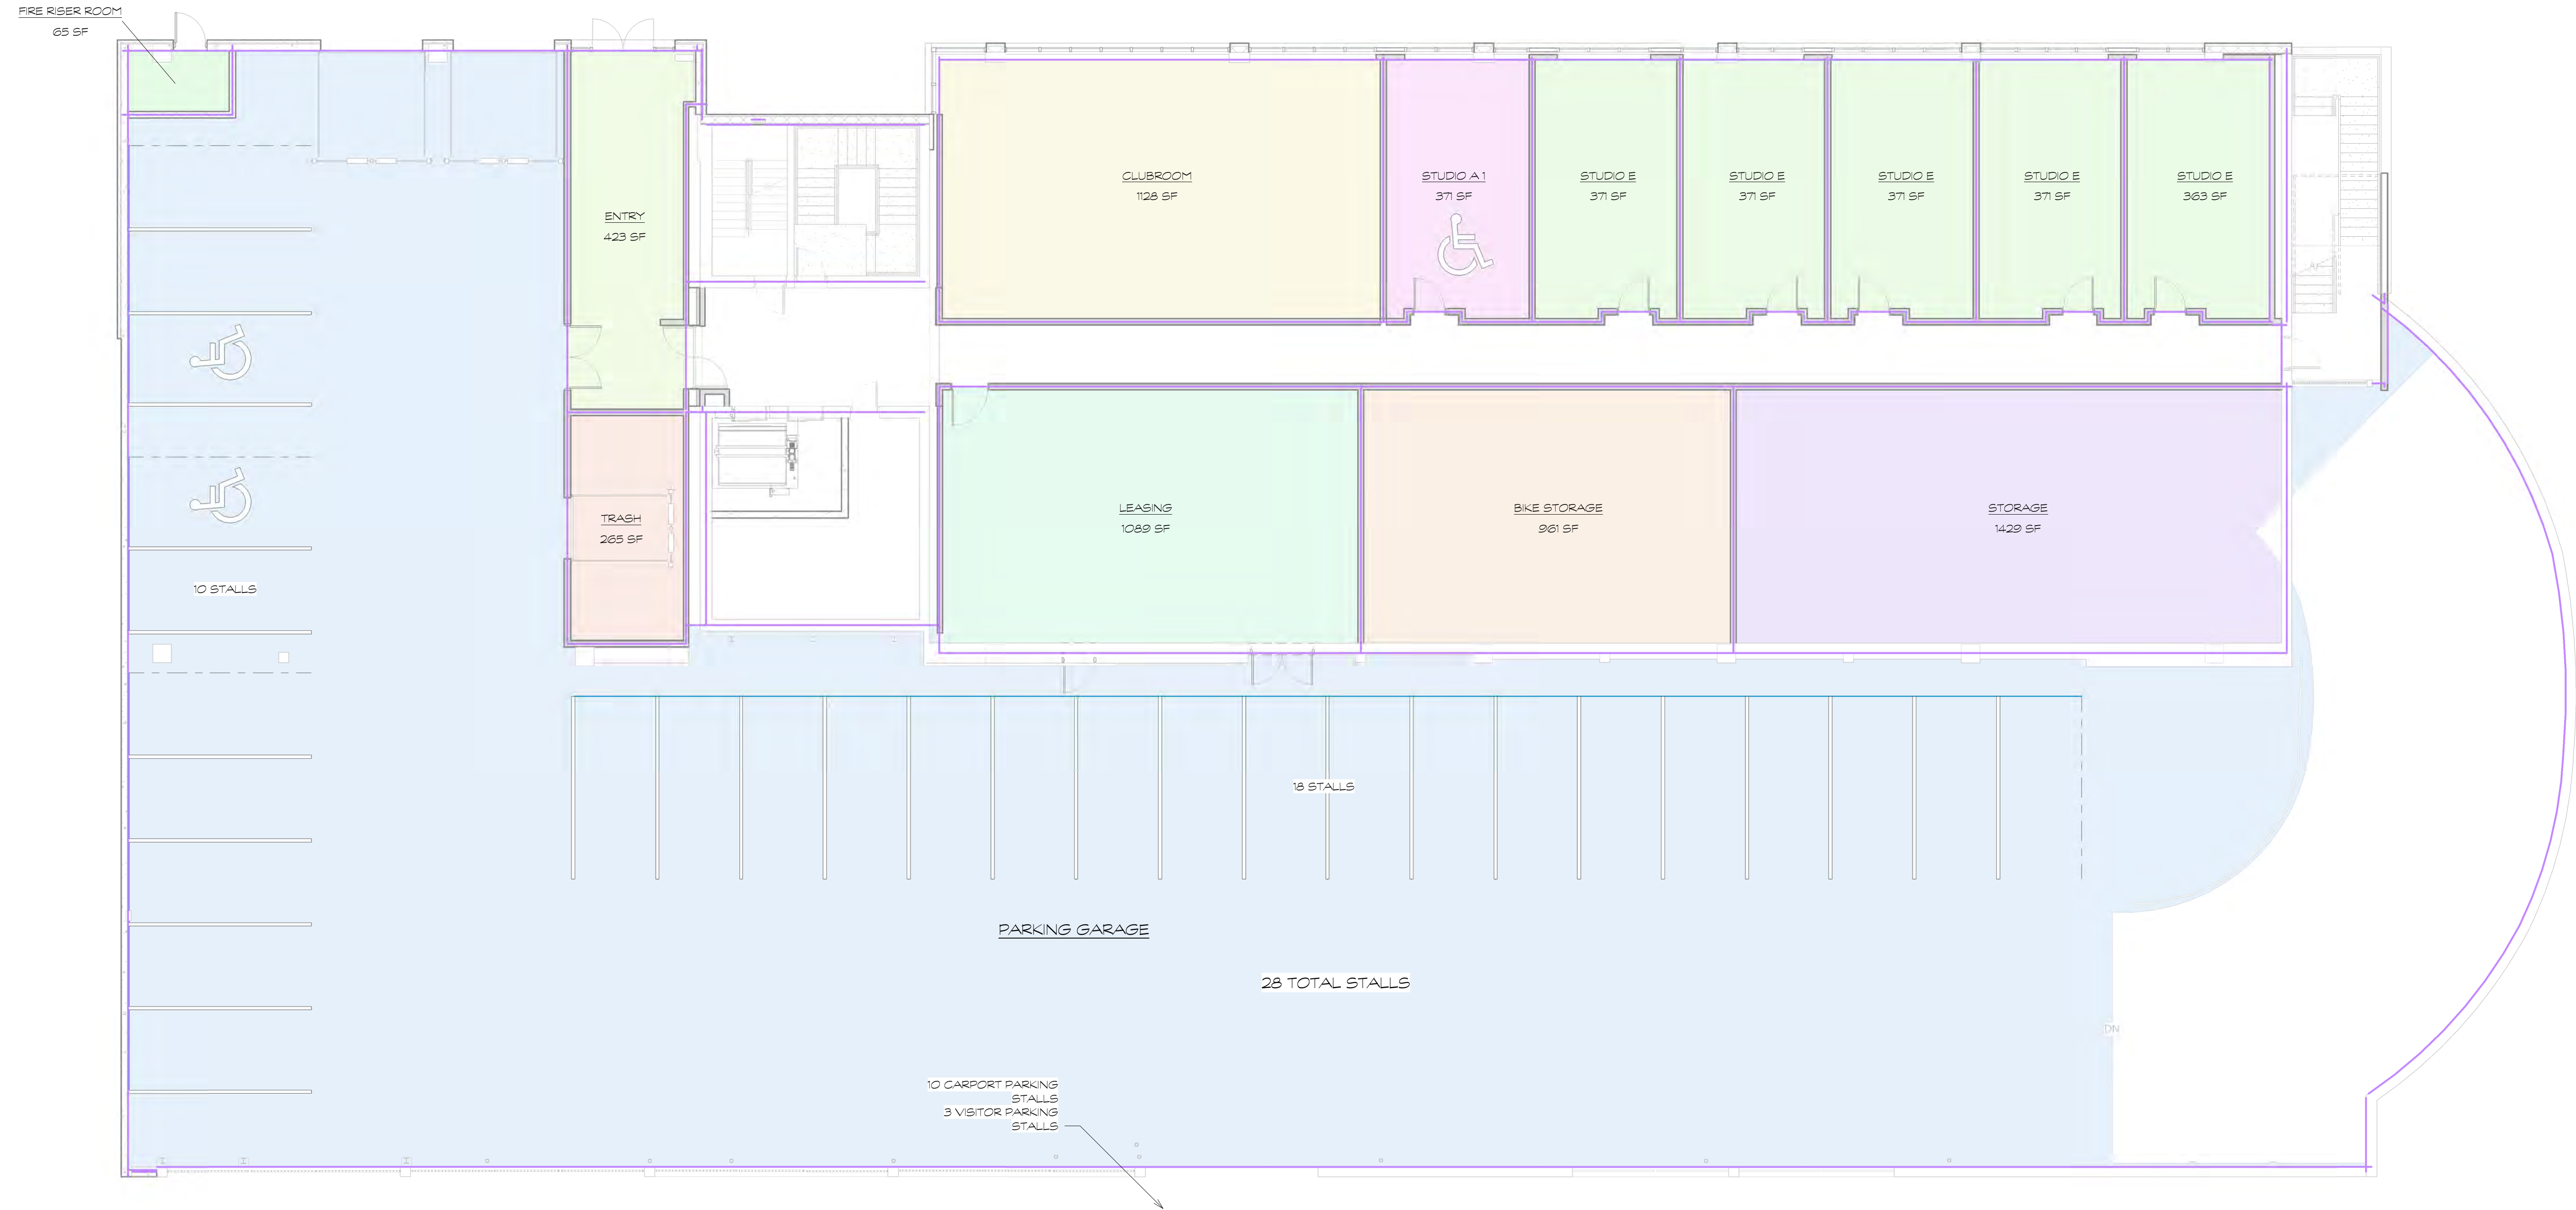 FIRE RISER ROOM
65 SF
CLUBROOM
1128 SF
STUDIO A 1
371 SF
STUDIO E
371 SF
STUDIO E
371 SF
STUDIO E
371 SF
STUDIO E
371 SF
STUDIO E
363 SF
ENTRY
423 SF
LEASING
1089 SF
BIKE STORAGE
961 SF
STORAGE
1429 SF
TRASH
265 SF
10 STALLS
18 STALLS
PARKING GARAGE
28 TOTAL STALLS
DN
10 CARPORT PARKING
STALLS
3 VISITOR PARKING
STALLS